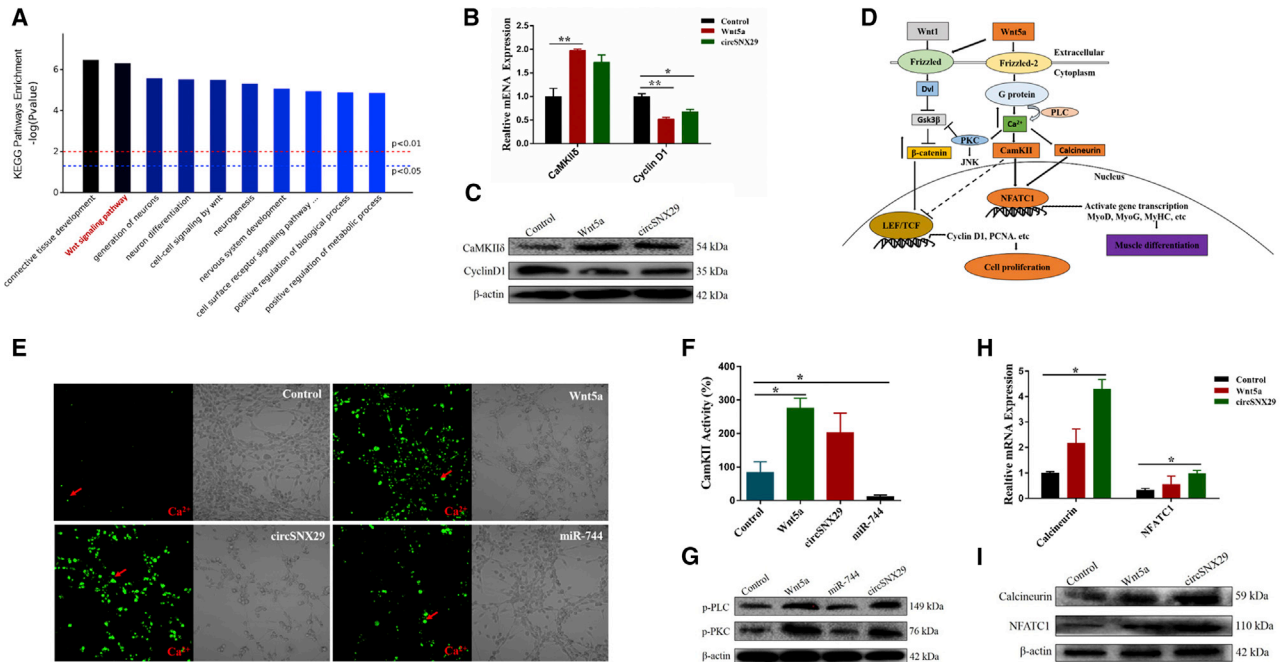 A
KEGG Pathways Enrichment
-log(Pvalue)
6
4
2
0
p<0.01
p<0.05
connective tissue development
Wnt signaling pathway
generation of neurons
neuron differentiation
cell-cell signaling by wnt
neurogenesis
nervous system development
cell surface receptor signaling pathway ...
positive regulation of biological process
positive regulation of metabolic process
B
Realtive mENA Expression
2.5
2.0
1.5
1.0
0.5
0.0
**
**
*
Control
Wnt5a
circSNX29
CaMKIIδ
Cyclin D1
C
Control
Wnt5a
circSNX29
CaMKIIδ
54 kDa
CyclinD1
35 kDa
β-actin
42 kDa
D
Wnt1
Wnt5a
Extracellular
Frizzled
Frizzled-2
Cytoplasm
Dvl
G protein
PLC
Gsk3β
Ca²⁺
PKC
β-catenin
JNK
CamKII
Calcineurin
Nucleus
NFATC1
Activate gene transcription
MyoD, MyoG, MyHC, etc
LEF/TCF
Cyclin D1, PCNA. etc
Muscle differentiation
Cell proliferation
E
Control
Ca²⁺
Wnt5a
Ca²⁺
circSNX29
Ca²⁺
miR-744
Ca²⁺
F
CamKII Activity (%)
400
300
200
100
0
*
*
Control
Wnt5a
circSNX29
miR-744
G
Control
Wnt5a
miR-744
circSNX29
p-PLC
149 kDa
p-PKC
76 kDa
β-actin
42 kDa
H
Realtive mRNA Expression
5
4
3
2
1
0
*
*
Control
Wnt5a
circSNX29
Calcineurin
NFATC1
I
Control
Wnt5a
circSNX29
Calcineurin
59 kDa
NFATC1
110 kDa
β-actin
42 kDa